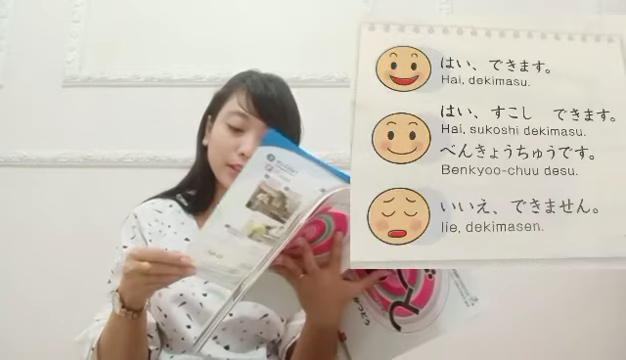 はい、できます。
Hai, dekimasu.
はい、すこし できます。
Hai, sukoshi dekimasu.
べんきょうちゅうです。
Benkyoo-chuu desu.
いいえ、できません。
Iie, dekimasen.